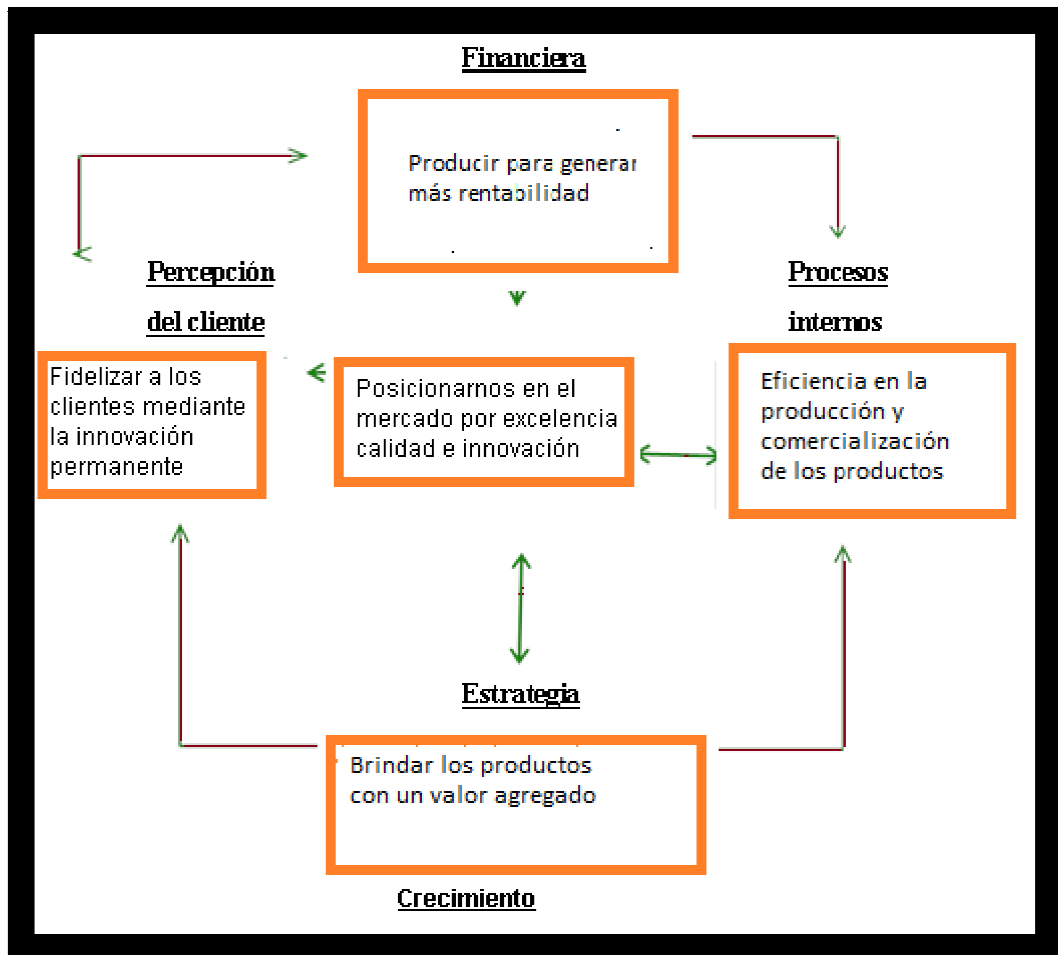 Financiera
Producir para generar
más rentabilidad
Percepción
del cliente
Procesos
internos
Fidelizar a los
clientes mediante
la innovación
permanente
Posicionarnos en el
mercado por excelencia
calidad e innovación
Eficiencia en la
producción y
comercialización
de los productos
Estrategia
Brindar los productos
con un valor agregado
Crecimiento